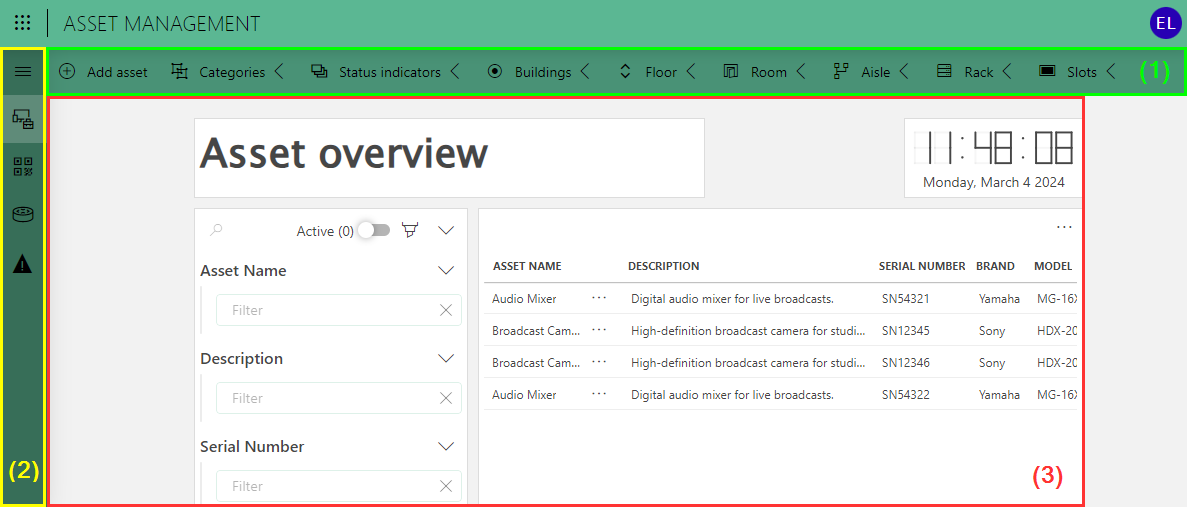 ASSET MANAGEMENT EL
Add asset Categories Status indicators Buildings Floor Room Aisle Rack Slots (1)
Asset overview
11:48:08
Monday, March 4 2024
Active (0)
Asset Name
Filter
Description
Filter
Serial Number
Filter
ASSET NAME DESCRIPTION SERIAL NUMBER BRAND MODEL
Audio Mixer ... Digital audio mixer for live broadcasts. SN54321 Yamaha MG-16X
Broadcast Cam... ... High-definition broadcast camera for studi... SN12345 Sony HDX-20
Broadcast Cam... ... High-definition broadcast camera for studi... SN12346 Sony HDX-20
Audio Mixer ... Digital audio mixer for live broadcasts. SN54322 Yamaha MG-16X
(2)
(3)